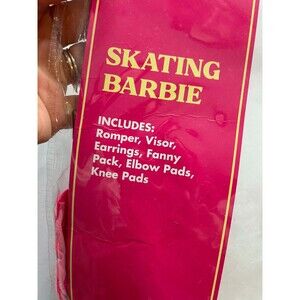 SKATING
BARBIE
INCLUDES:
Romper, Visor,
Earrings, Fanny
Pack, Elbow Pads,
Knee Pads